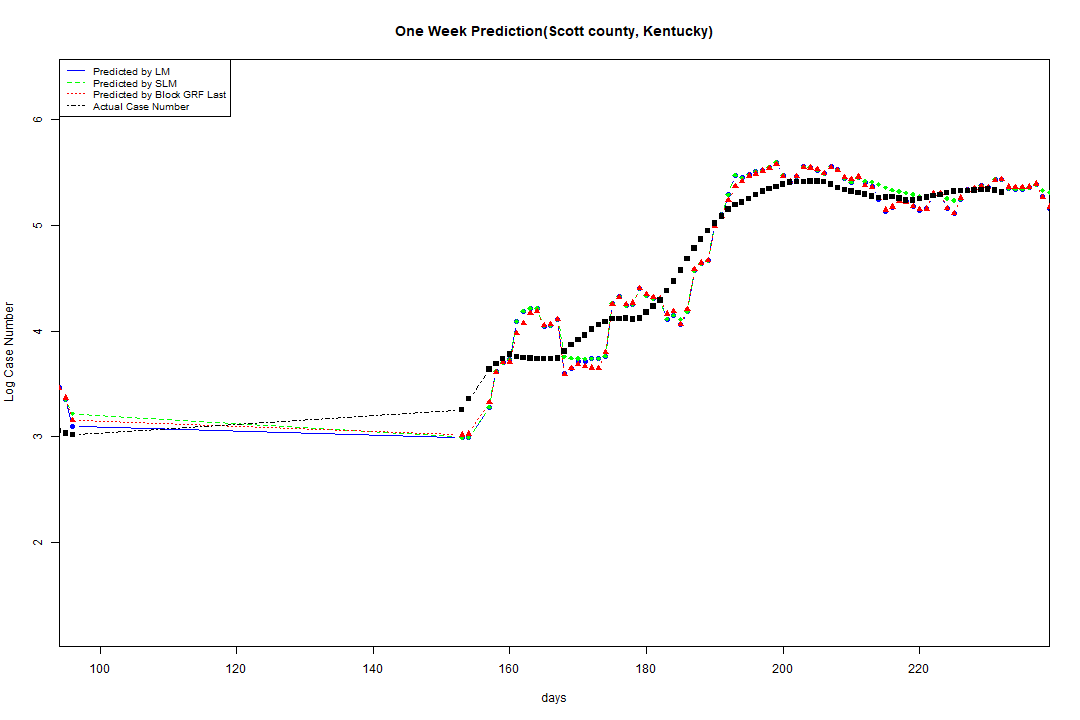 One Week Prediction(Scott county, Kentucky)
Predicted by LM
Predicted by SLM
Predicted by Block GRF Last
Actual Case Number
6
5
4
3
2
Log Case Number
100 120 140 160 180 200 220
days